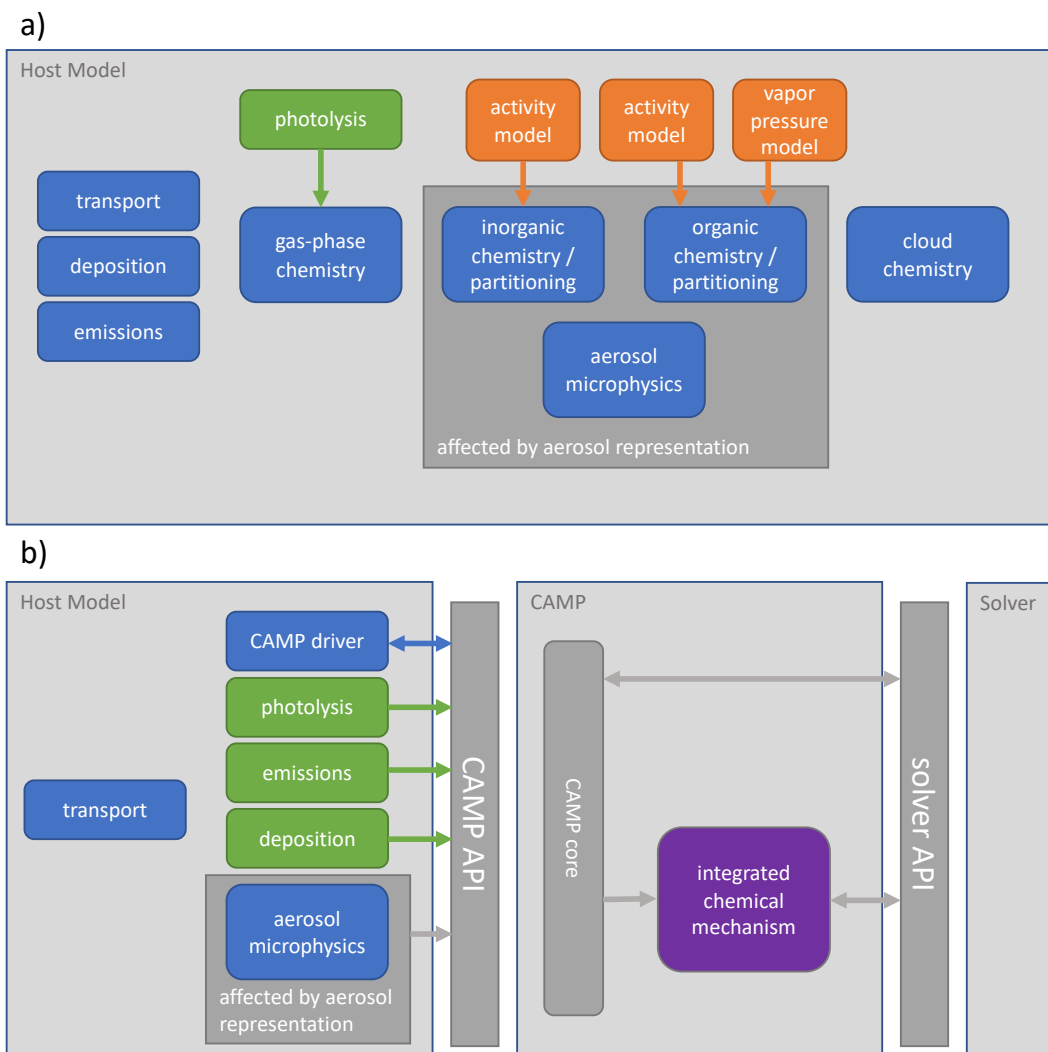 a)
Host Model
photolysis
activity
model
activity
model
vapor
pressure
model
transport
deposition
emissions
gas-phase
chemistry
inorganic
chemistry /
partitioning
organic
chemistry /
partitioning
cloud
chemistry
aerosol
microphysics
affected by aerosol representation
b)
Host Model
CAMP driver
photolysis
emissions
deposition
transport
aerosol
microphysics
affected by aerosol
representation
CAMP API
CAMP
CAMP core
integrated
chemical
mechanism
solver API
Solver